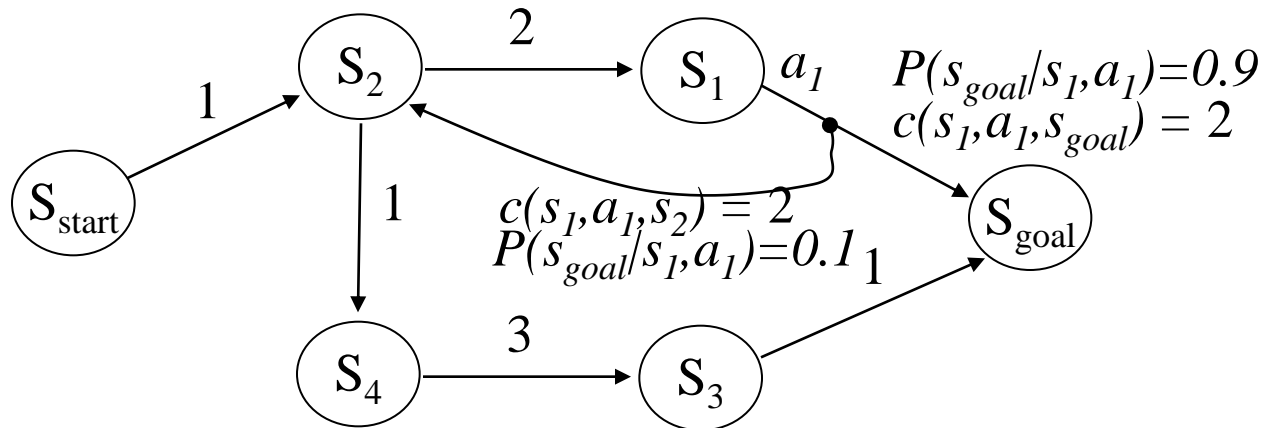 2
S2
S1
a1
P(sgoal/s1,a1)=0.9
c(s1,a1,sgoal) = 2
1
Sstart
1
c(s1,a1,s2) = 2
P(sgoal/s1,a1)=0.1
Sgoal
1
3
S4
S3